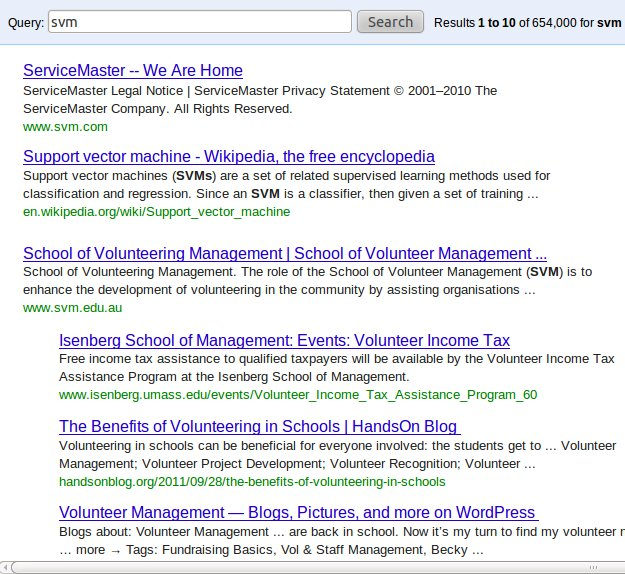 Query: svm Search Results 1 to 10 of 654,000 for svm
ServiceMaster -- We Are Home
ServiceMaster Legal Notice | ServiceMaster Privacy Statement © 2001–2010 The
ServiceMaster Company. All Rights Reserved.
www.svm.com
Support vector machine - Wikipedia, the free encyclopedia
Support vector machines (SVMs) are a set of related supervised learning methods used for
classification and regression. Since an SVM is a classifier, then given a set of training ...
en.wikipedia.org/wiki/Support_vector_machine
School of Volunteering Management | School of Volunteer Management ...
School of Volunteering Management. The role of the School of Volunteer Management (SVM) is to
enhance the development of volunteering in the community by assisting organisations ...
www.svm.edu.au
Isenberg School of Management: Events: Volunteer Income Tax
Free income tax assistance to qualified taxpayers will be available by the Volunteer Income Tax
Assistance Program at the Isenberg School of Management.
www.isenberg.umass.edu/events/Volunteer_Income_Tax_Assistance_Program_60
The Benefits of Volunteering in Schools | HandsOn Blog
Volunteering in schools can be beneficial for everyone involved: the students get to ... Volunteer
Management; Volunteer Project Development; Volunteer Recognition; Volunteer ...
handsonblog.org/2011/09/28/the-benefits-of-volunteering-in-schools
Volunteer Management — Blogs, Pictures, and more on WordPress
Blogs about: Volunteer Management ... are back in school. Now it's my turn to find my volunteer
... more → Tags: Fundraising Basics, Vol & Staff Management, Becky ...